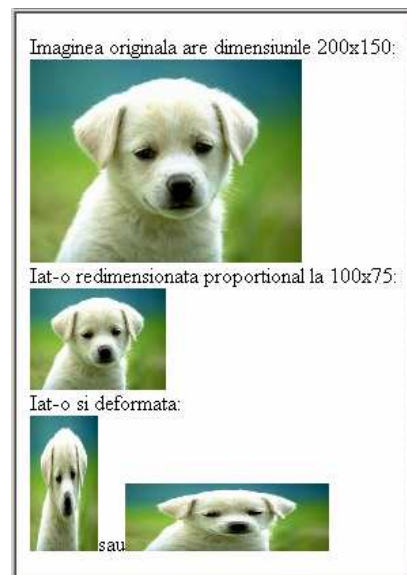 Imaginea originala are dimensiunile 200x150:
Iat-o redimensionata proportional la 100x75:
Iat-o si deformata:
sau